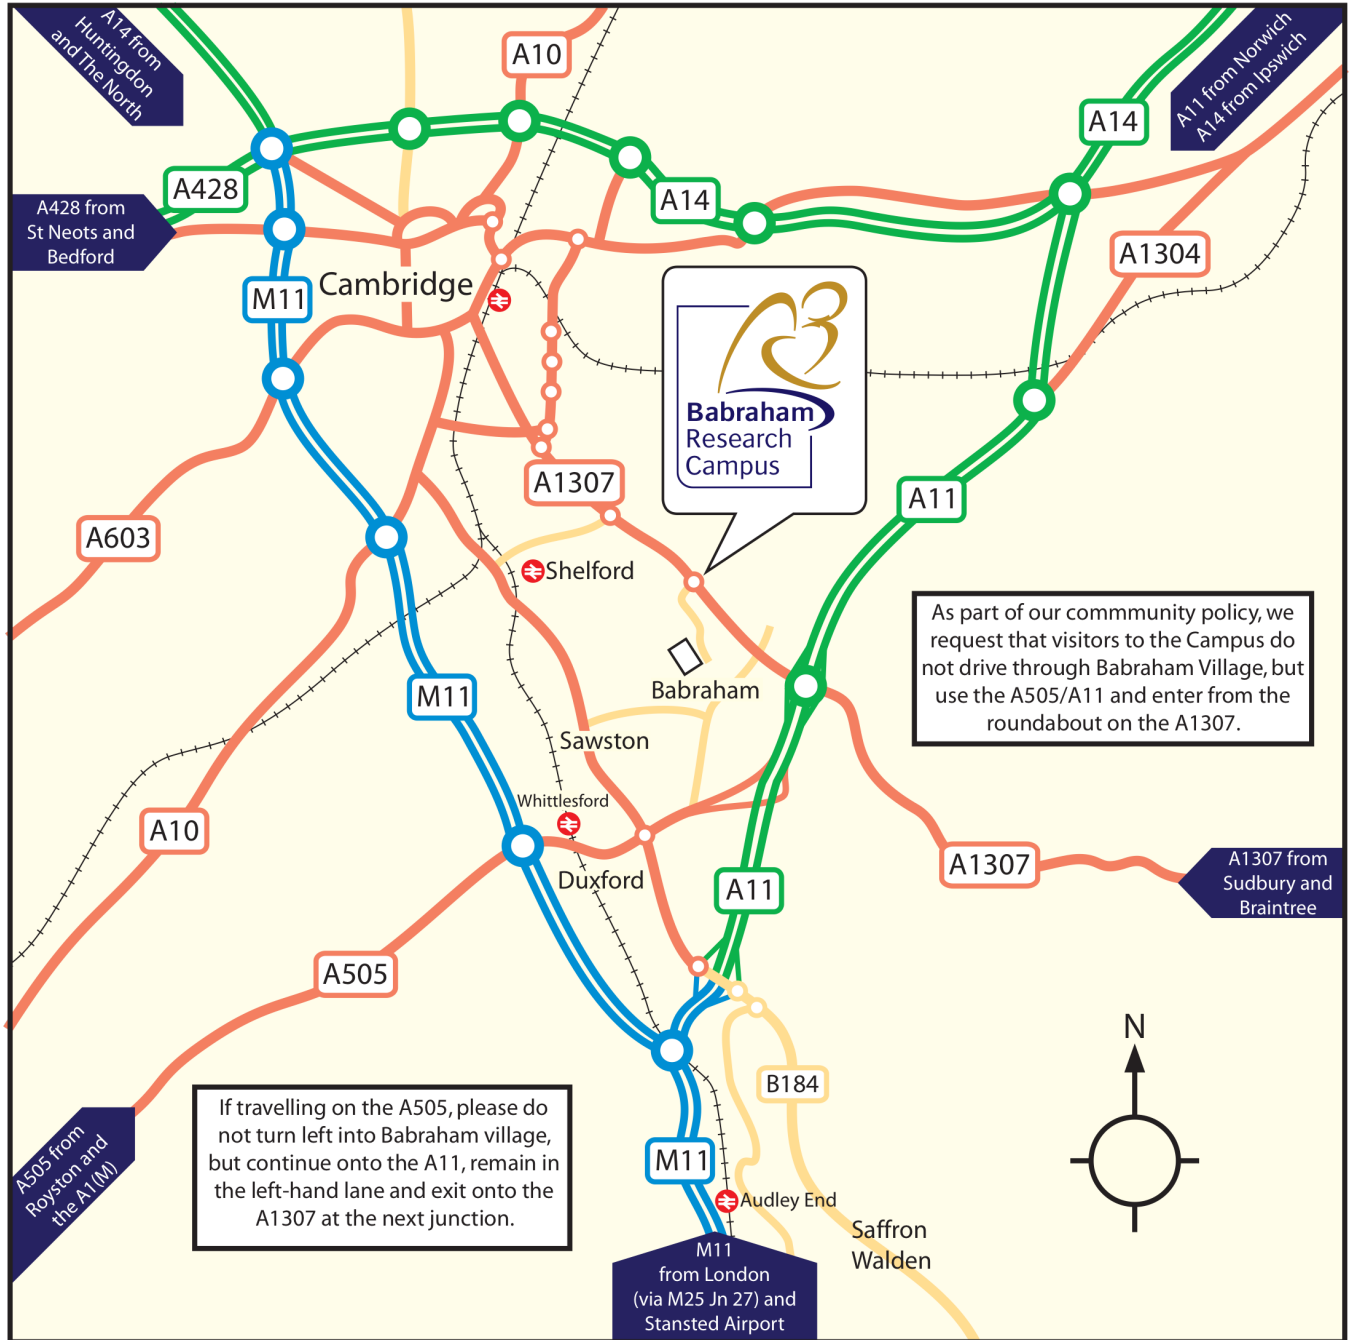 A14 from
Huntingdon
and The North
A10
A11 from Norwich
A14 from Ipswich
A14
A428
A14
A428 from
St Neots and
Bedford
A1304
M11
Cambridge
Babraham
Research
Campus
A1307
A11
A603
Shelford
As part of our commmunity policy, we
request that visitors to the Campus do
not drive through Babraham Village, but
use the A505/A11 and enter from the
roundabout on the A1307.
M11
Babraham
Sawston
Whittlesford
A10
A1307
A1307 from
Sudbury and
Braintree
Duxford
A11
A505
N
B184
If travelling on the A505, please do
not turn left into Babraham village,
but continue onto the A11, remain in
the left-hand lane and exit onto the
A1307 at the next junction.
A505 from
Royston and
the A1(M)
M11
Audley End
Saffron
Walden
M11
from London
(via M25 Jn 27) and
Stansted Airport